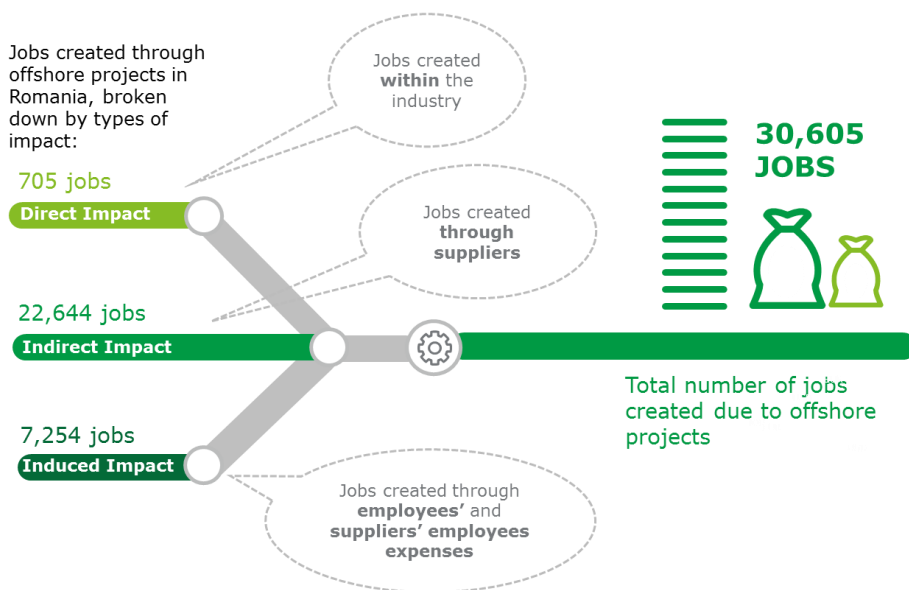 Jobs created through
offshore projects in
Romania, broken
down by types of
impact:
Jobs created
within the
industry
705 jobs
Direct Impact
Jobs created
through
suppliers
22,644 jobs
Indirect Impact
7,254 jobs
Induced Impact
Jobs created through
employees’ and
suppliers’ employees
expenses
30,605
JOBS
Total number of jobs
created due to offshore
projects